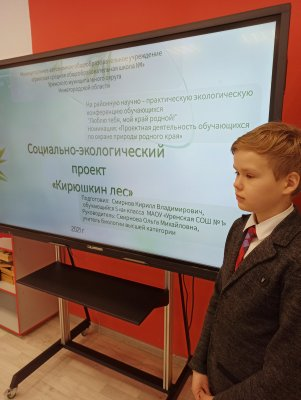 Муниципальное автономное общеобразовательное учреждение
«Уренская средняя общеобразовательная школа №1»
Уренского муниципального округа
Нижегородской области
На районную научно – практическую экологическую
конференцию обучающихся
"Люблю тебя, мой край родной!"
номинация: «Проектная деятельность обучающихся
по охране природы родного края»
Социально-экологический
проект
«Кирюшкин лес»
Подготовил: Смирнов Кирилл Владимирович,
обучающийся 5 класса МАОУ «Уренская СОШ №1»
Руководитель: Смирнова Ольга Михайловна,
учитель биологии высшей категории
2021 г